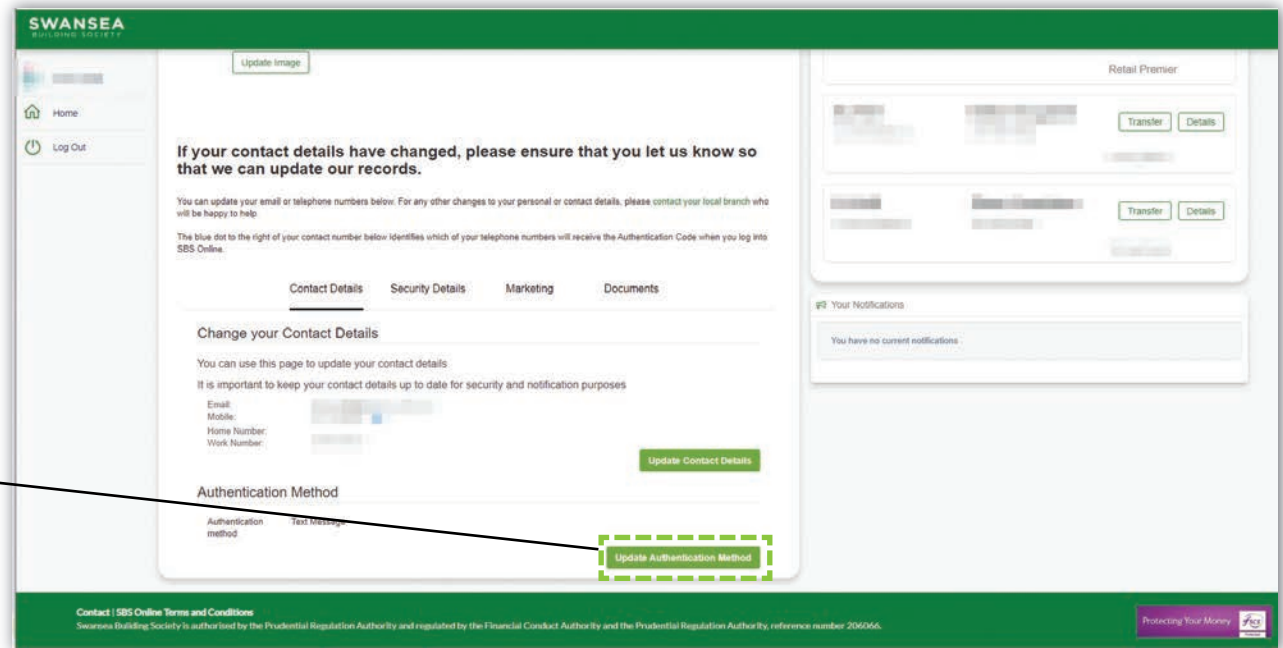 SWANSEA
BUILDING SOCIETY
Update Image
Home
Log Out
If your contact details have changed, please ensure that you let us know so
that we can update our records.
You can update your email or telephone numbers below. For any other changes to your personal or contact details, please contact your local branch who
will be happy to help
The blue dot to the right of your contact number below identifies which of your telephone numbers will receive the Authentication Code when you log into
SBS Online.
Contact Details Security Details Marketing Documents
Change your Contact Details
You can use this page to update your contact details
It is important to keep your contact details up to date for security and notification purposes
Email:
Mobile:
Home Number:
Work Number:
Update Contact Details
Authentication Method
Authentication Text Message
method
Update Authentication Method
Retail Premier
Transfer Details
Transfer Details
Your Notifications
You have no current notifications
Contact | SBS Online Terms and Conditions
Swansea Building Society is authorised by the Prudential Regulation Authority and regulated by the Financial Conduct Authority and the Prudential Regulation Authority, reference number 206066.
Protecting Your Money
FSCS